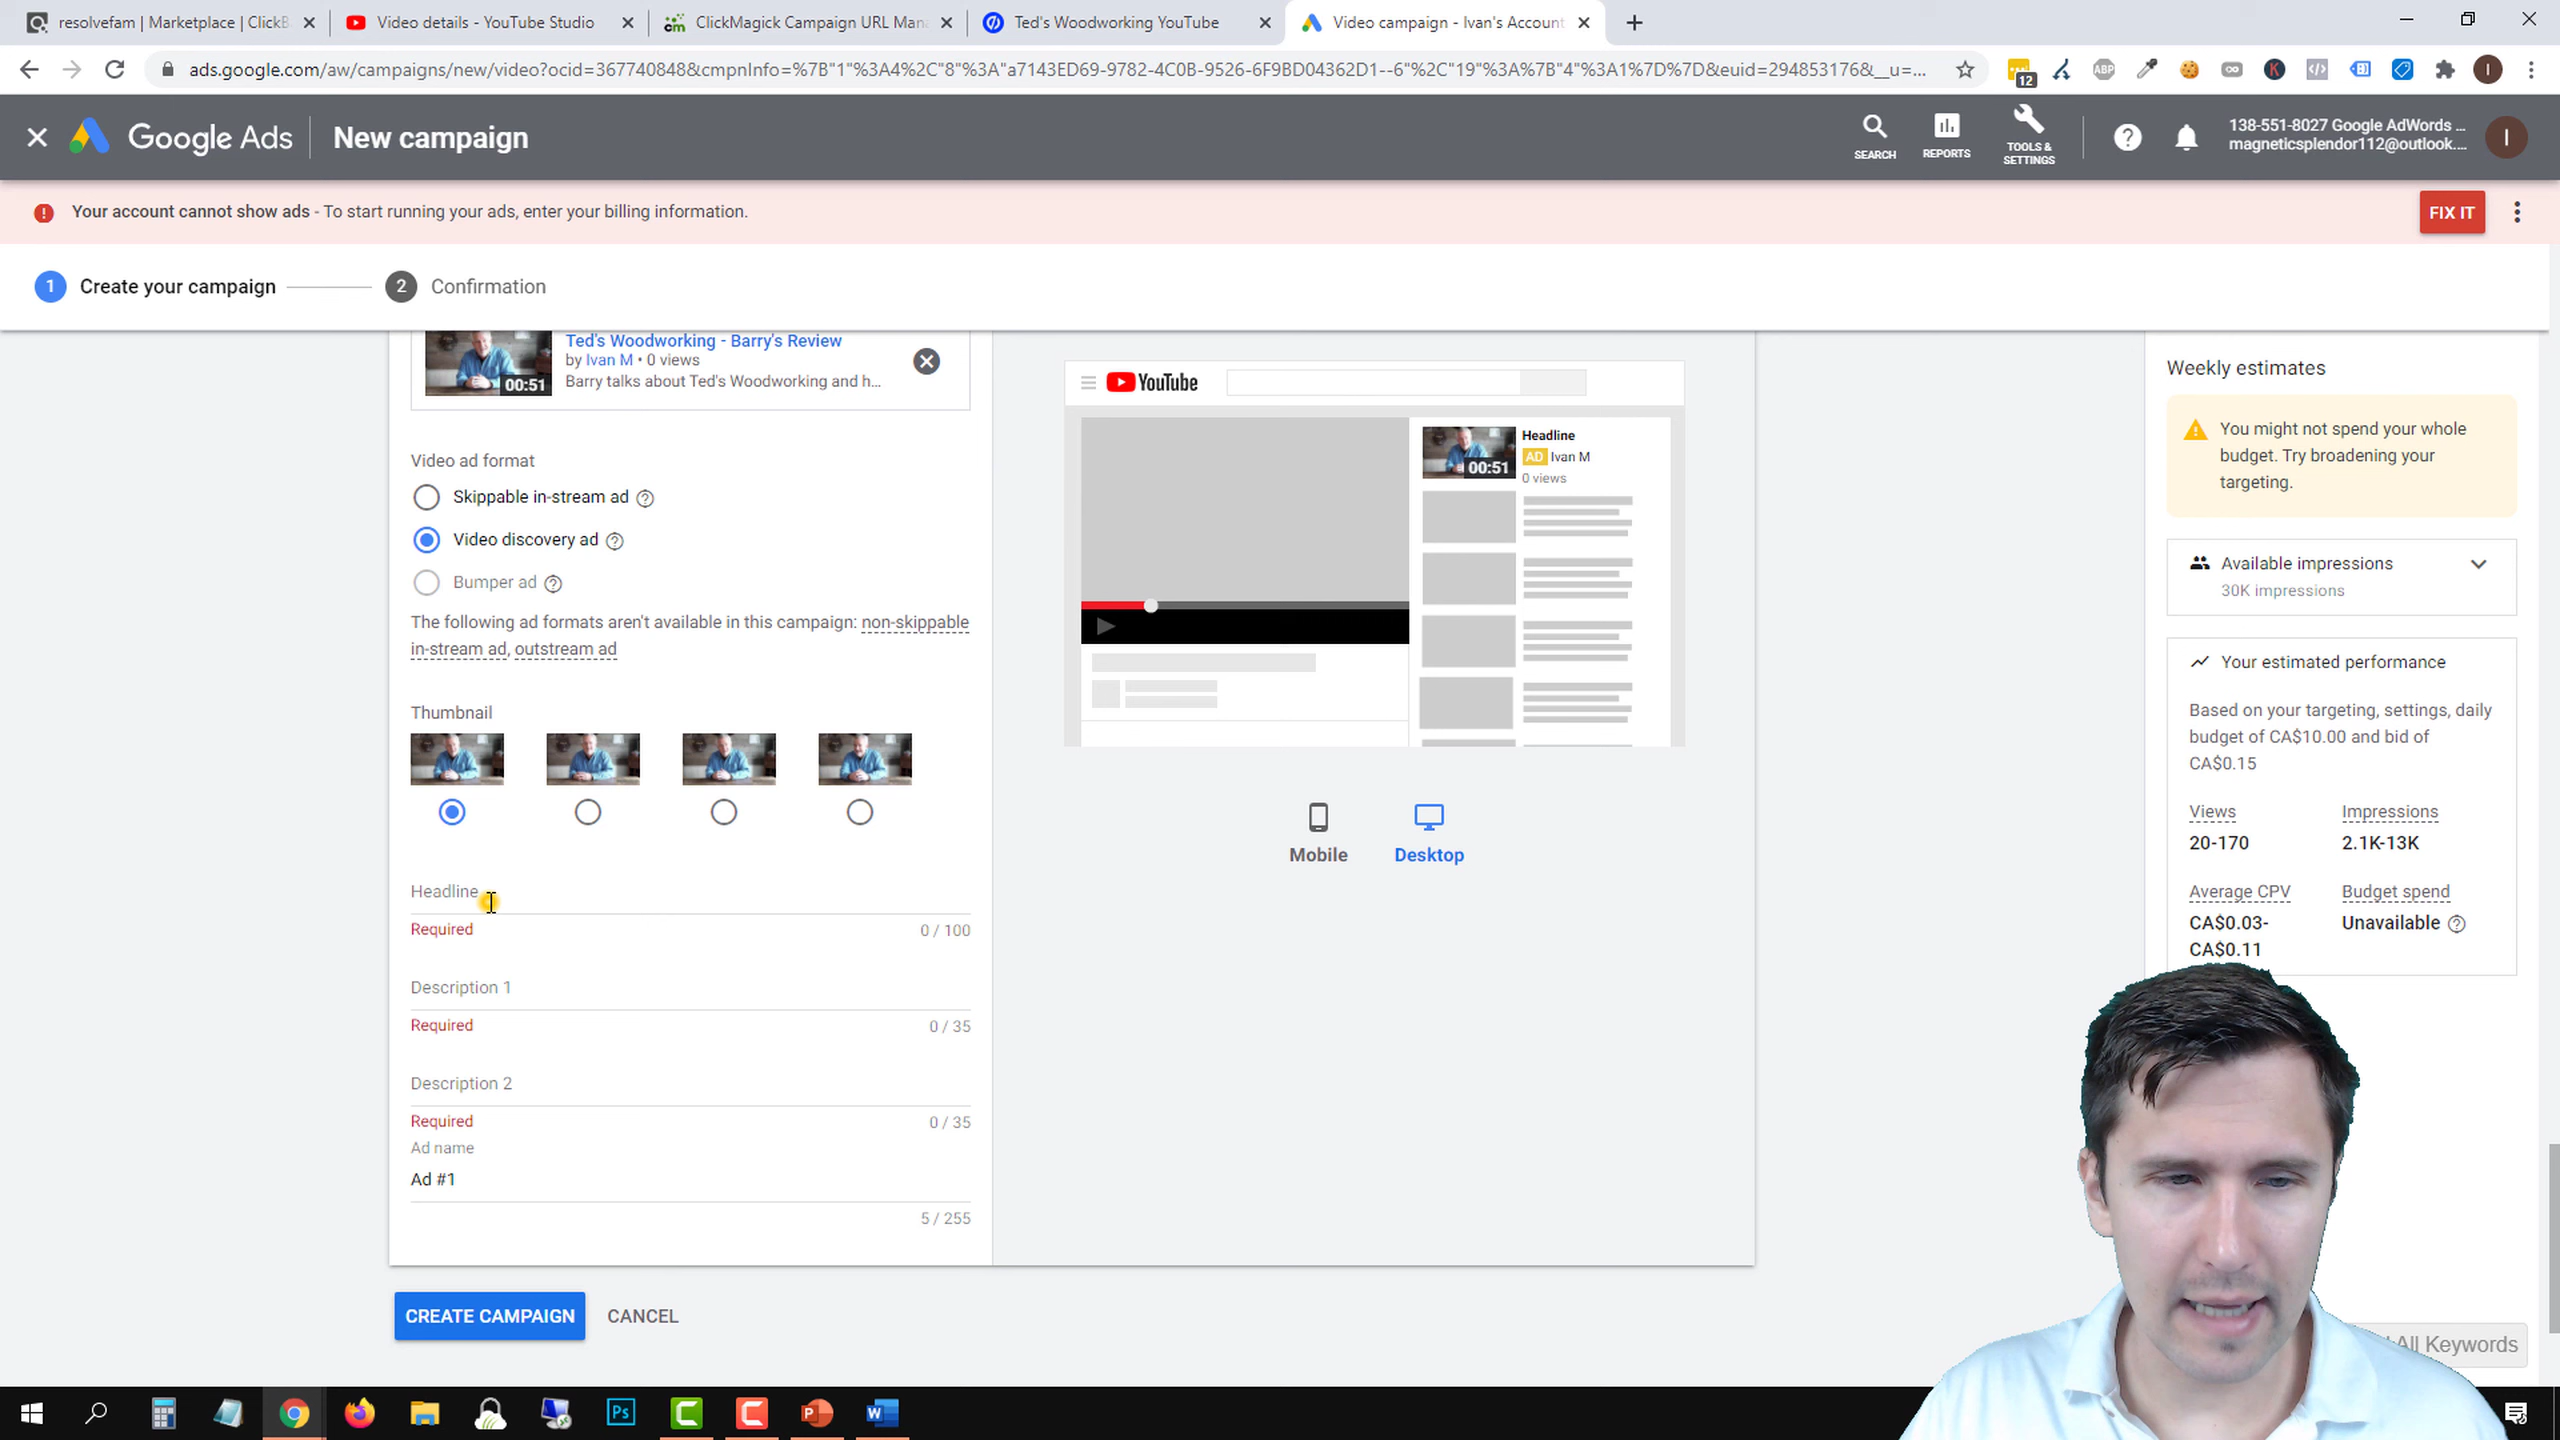 resolvefam | Marketplace | ClickB
Video details - YouTube Studio
ClickMagick Campaign URL Mana
Ted's Woodworking YouTube
Video campaign - Ivan's Account
ads.google.com/aw/campaigns/new/video?ocid=367740848&cmpnInfo=%7B"1"%3A4%2C"8"%3A"a7143ED69-9782-4C0B-9526-6F9BD04362D1--6"%2C"19"%3A%7B"4"%3A1%7D%7D&euid=294853176&__u=...
12
ABP
K
I
Google Ads
New campaign
SEARCH
REPORTS
TOOLS & SETTINGS
138-551-8027 Google AdWords ...
magneticsplendor112@outlook....
I
Your account cannot show ads - To start running your ads, enter your billing information.
FIX IT
1 Create your campaign
2 Confirmation
00:51
Ted's Woodworking - Barry's Review
by Ivan M • 0 views
Barry talks about Ted's Woodworking and h...
Video ad format
Skippable in-stream ad
Video discovery ad
Bumper ad
The following ad formats aren't available in this campaign: non-skippable
in-stream ad, outstream ad
Thumbnail
Headline
Required
0 / 100
Description 1
Required
0 / 35
Description 2
Required
0 / 35
Ad name
Ad #1
5 / 255
CREATE CAMPAIGN
CANCEL
YouTube
00:51
Headline
AD Ivan M
0 views
Mobile
Desktop
Weekly estimates
You might not spend your whole
budget. Try broadening your
targeting.
Available impressions
30K impressions
Your estimated performance
Based on your targeting, settings, daily
budget of CA$10.00 and bid of
CA$0.15
Views
20-170
Impressions
2.1K-13K
Average CPV
CA$0.03-
CA$0.11
Budget spend
Unavailable
All Keywords
Ps